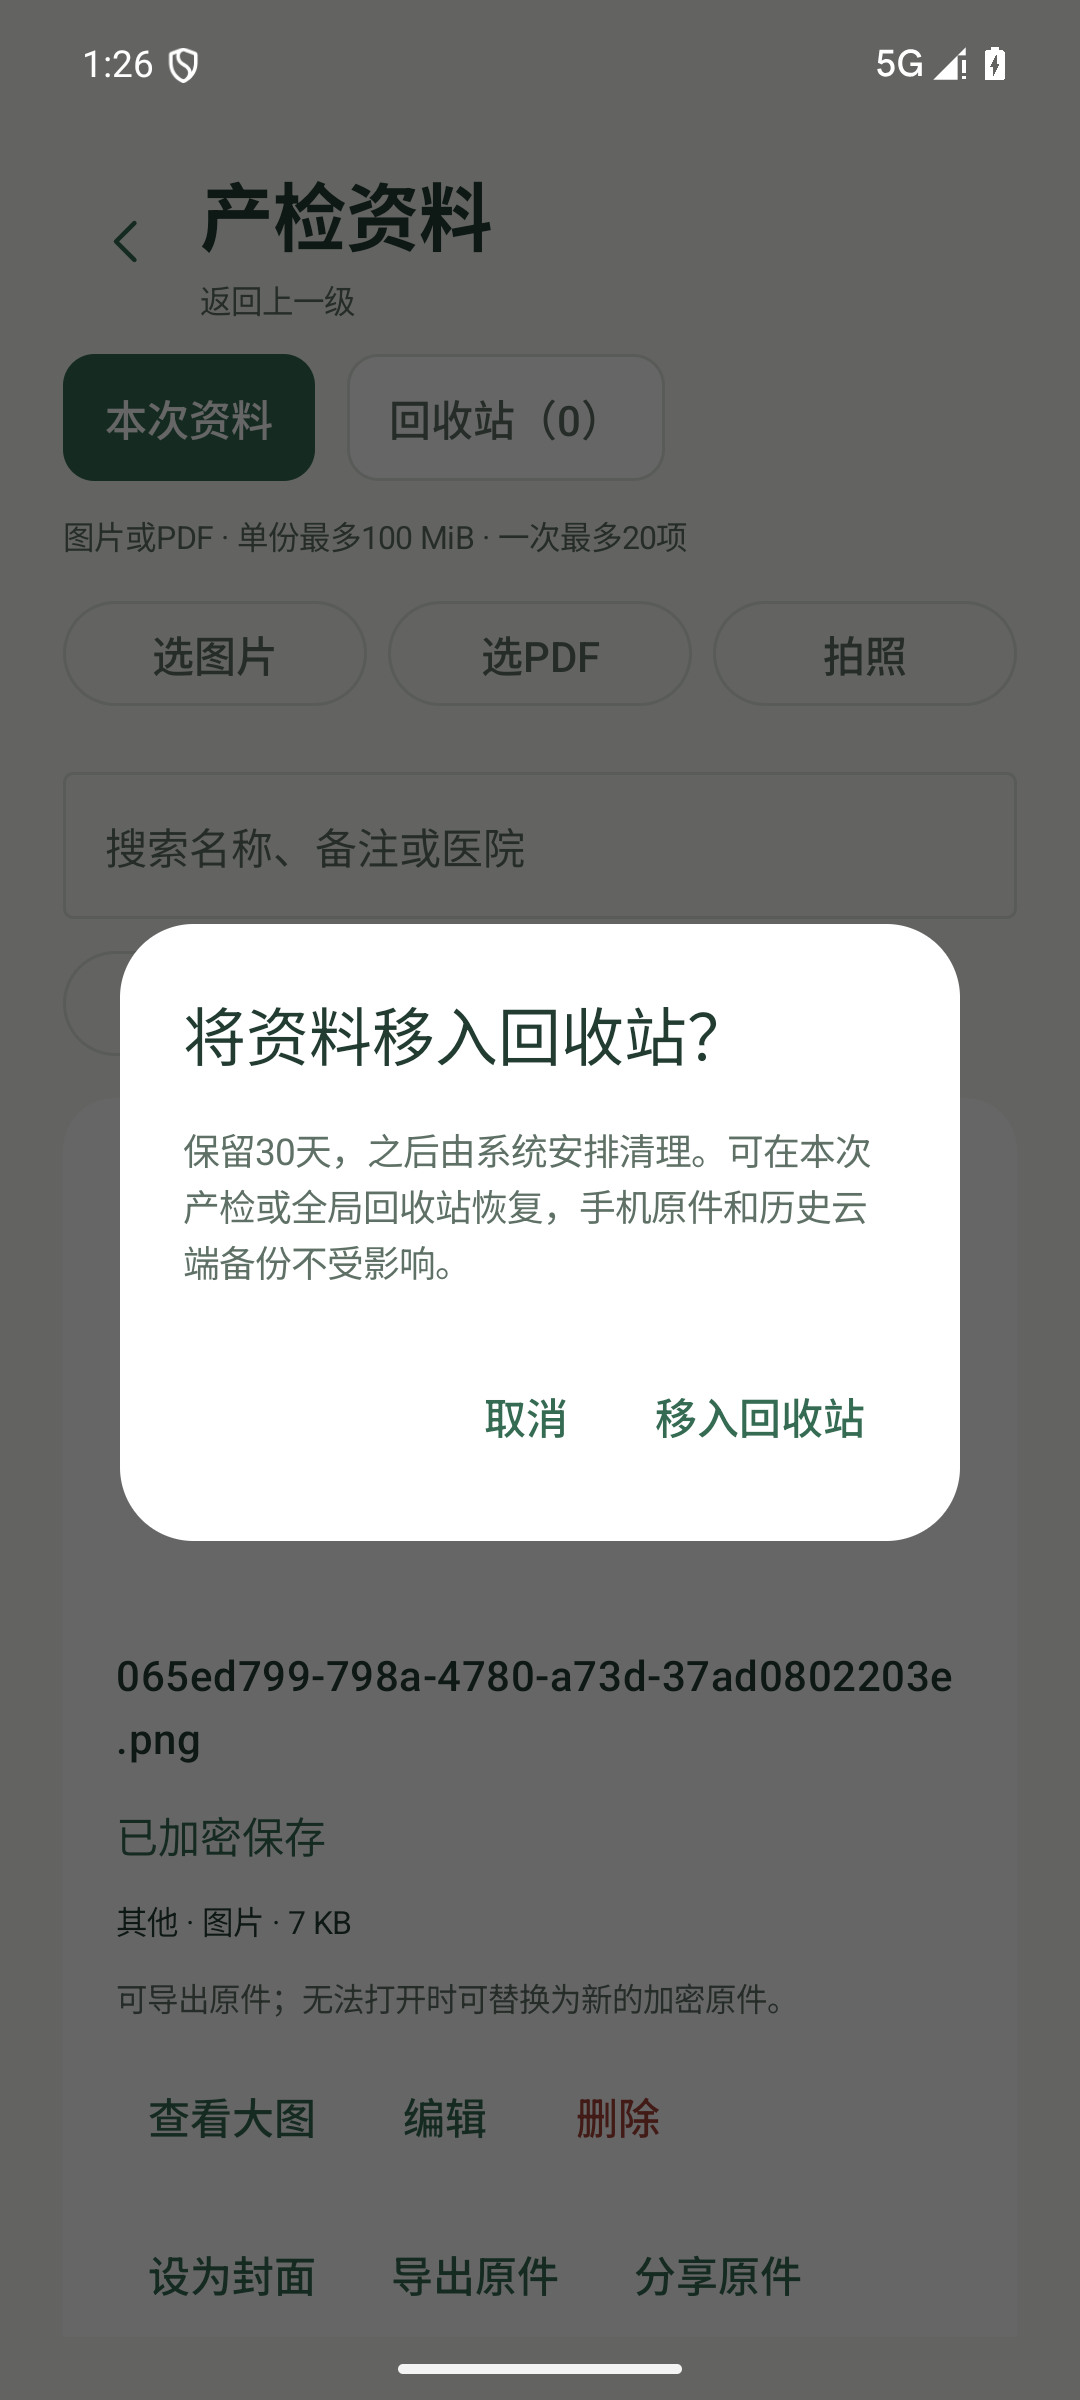 1:26
5G
产检资料
返回上一级
本次资料
回收站（0）
图片或PDF · 单份最多100 MiB · 一次最多20项
选图片
选PDF
拍照
搜索名称、备注或医院
将资料移入回收站？
保留30天，之后由系统安排清理。可在本次
产检或全局回收站恢复，手机原件和历史云
端备份不受影响。
取消
移入回收站
065ed799-798a-4780-a73d-37ad0802203e
.png
已加密保存
其他 · 图片 · 7 KB
可导出原件；无法打开时可替换为新的加密原件。
查看大图
编辑
删除
设为封面
导出原件
分享原件